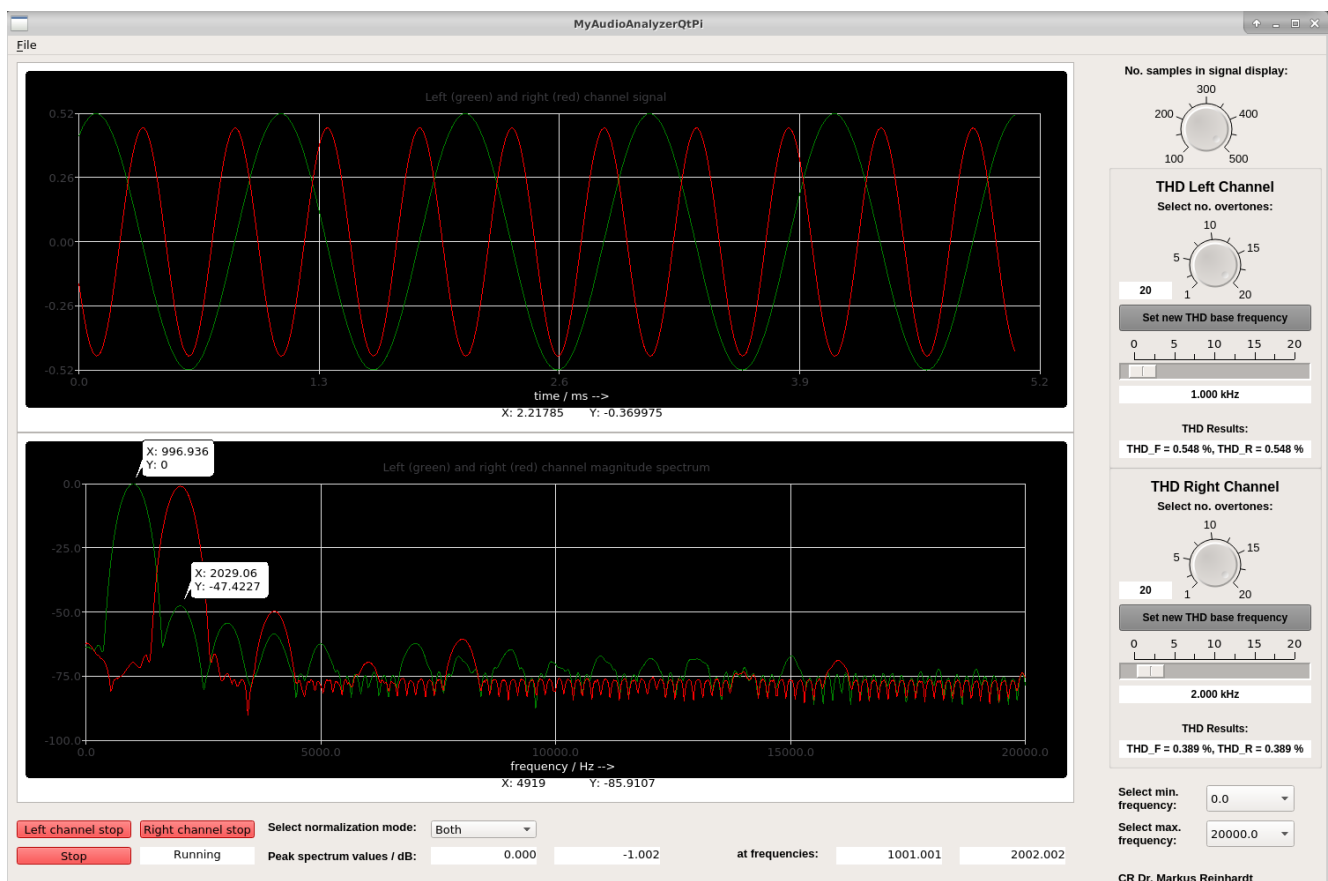 MyAudioAnalyzerQtPi
File
Left (green) and right (red) channel signal
0.52
0.26
0.00
-0.26
-0.52
0.0 1.3 2.6 3.9 5.2
time / ms -->
X: 2.21785 Y: -0.369975
X: 996.936
Y: 0
Left (green) and right (red) channel magnitude spectrum
0.0
-25.0
X: 2029.06
Y: -47.4227
-50.0
-75.0
-100.0
0.0 5000.0 10000.0 15000.0 20000.0
frequency / Hz -->
X: 4919 Y: -85.9107
Left channel stop Right channel stop Select normalization mode: Both
Stop Running Peak spectrum values / dB: 0.000 -1.002 at frequencies: 1001.001 2002.002
No. samples in signal display:
300
200 400
100 500
THD Left Channel
Select no. overtones:
10
5 15
20 1 20
Set new THD base frequency
0 5 10 15 20
1.000 kHz
THD Results:
THD_F = 0.548 %, THD_R = 0.548 %
THD Right Channel
Select no. overtones:
10
5 15
20 1 20
Set new THD base frequency
0 5 10 15 20
2.000 kHz
THD Results:
THD_F = 0.389 %, THD_R = 0.389 %
Select min.
frequency: 0.0
Select max.
frequency: 20000.0
CR Dr. Markus Reinhardt